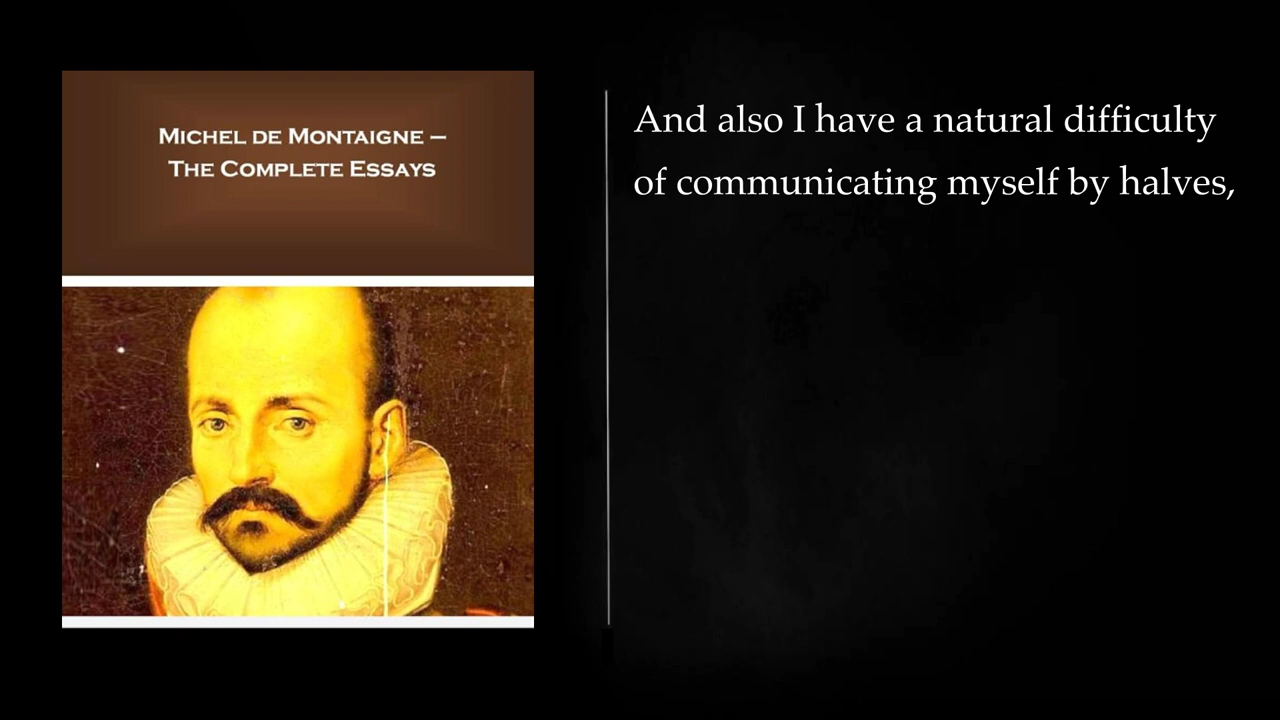 MICHEL DE MONTAIGNE –
THE COMPLETE ESSAYS
And also I have a natural difficulty
of communicating myself by halves,